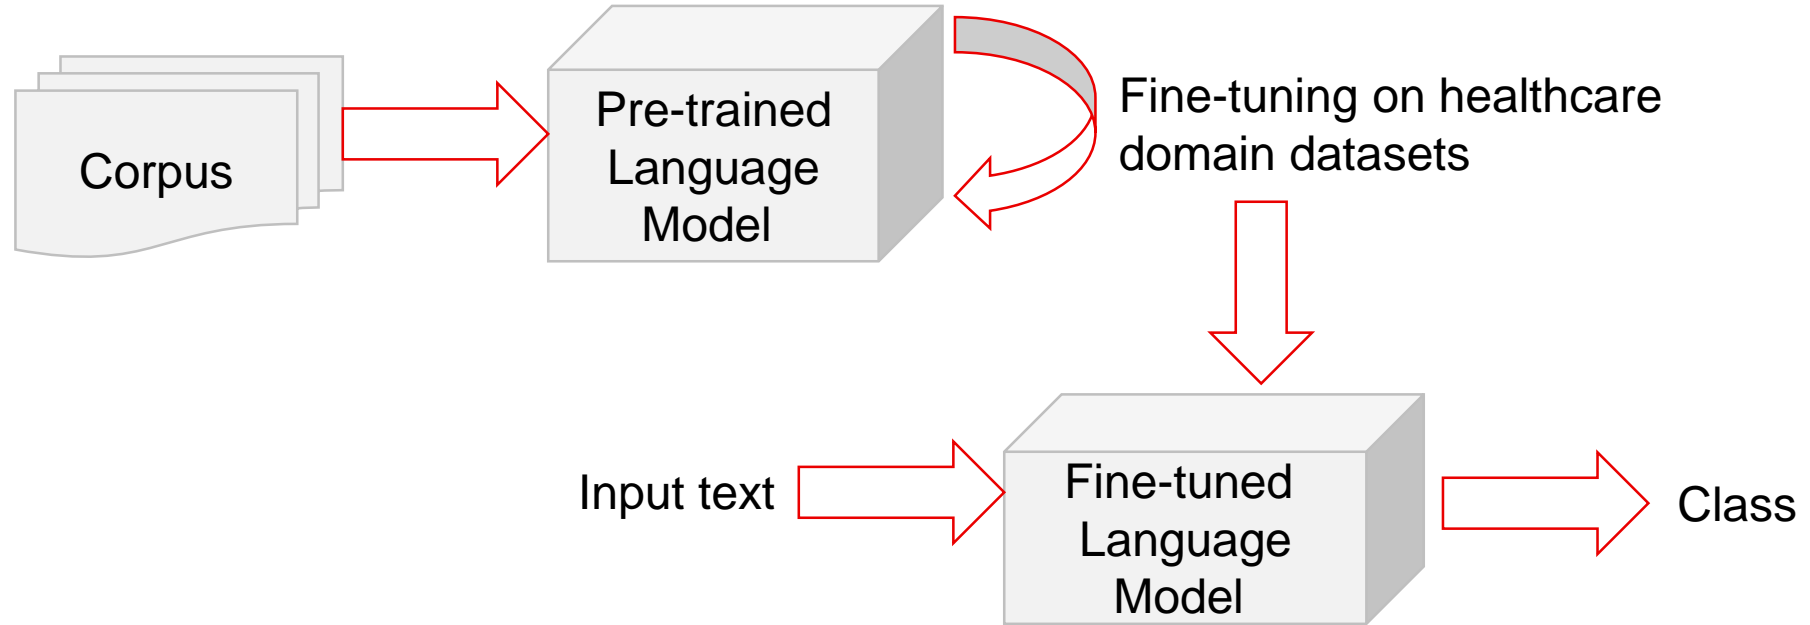 Corpus
Pre-trained
Language
Model
Fine-tuning on healthcare
domain datasets
Input text
Fine-tuned
Language
Model
Class